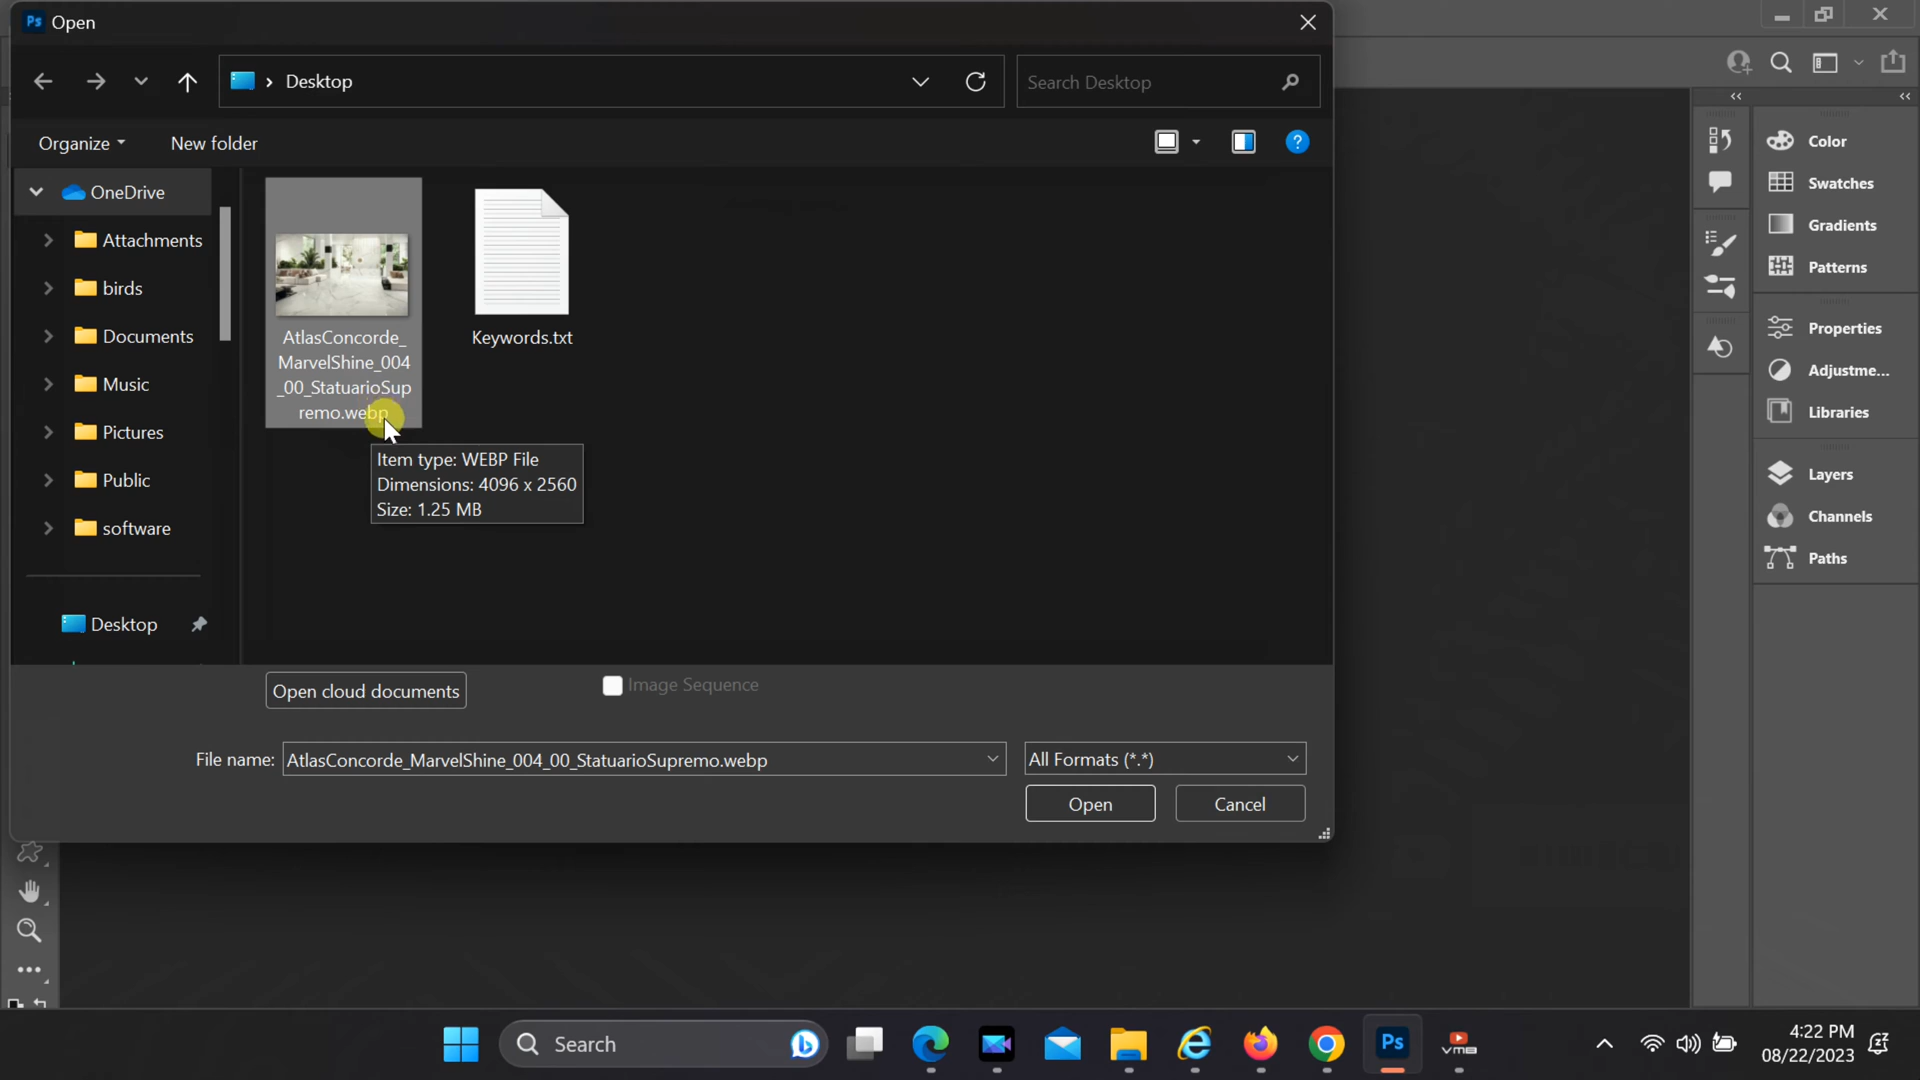 Ps Open
Desktop
Search Desktop
Organize
New folder
?
OneDrive
Attachments
birds
Documents
Music
Pictures
Public
software
Desktop
AtlasConcorde_
MarvelShine_004
_00_StatuarioSup
remo.webp
Keywords.txt
Item type: WEBP File
Dimensions: 4096 x 2560
Size: 1.25 MB
Open cloud documents
Image Sequence
File name:
AtlasConcorde_MarvelShine_004_00_StatuarioSupremo.webp
All Formats (*.*)
Open
Cancel
Color
Swatches
Gradients
Patterns
Properties
Adjustme...
Libraries
Layers
Channels
Paths
Search
Ps
VMB
4:22 PM
08/22/2023